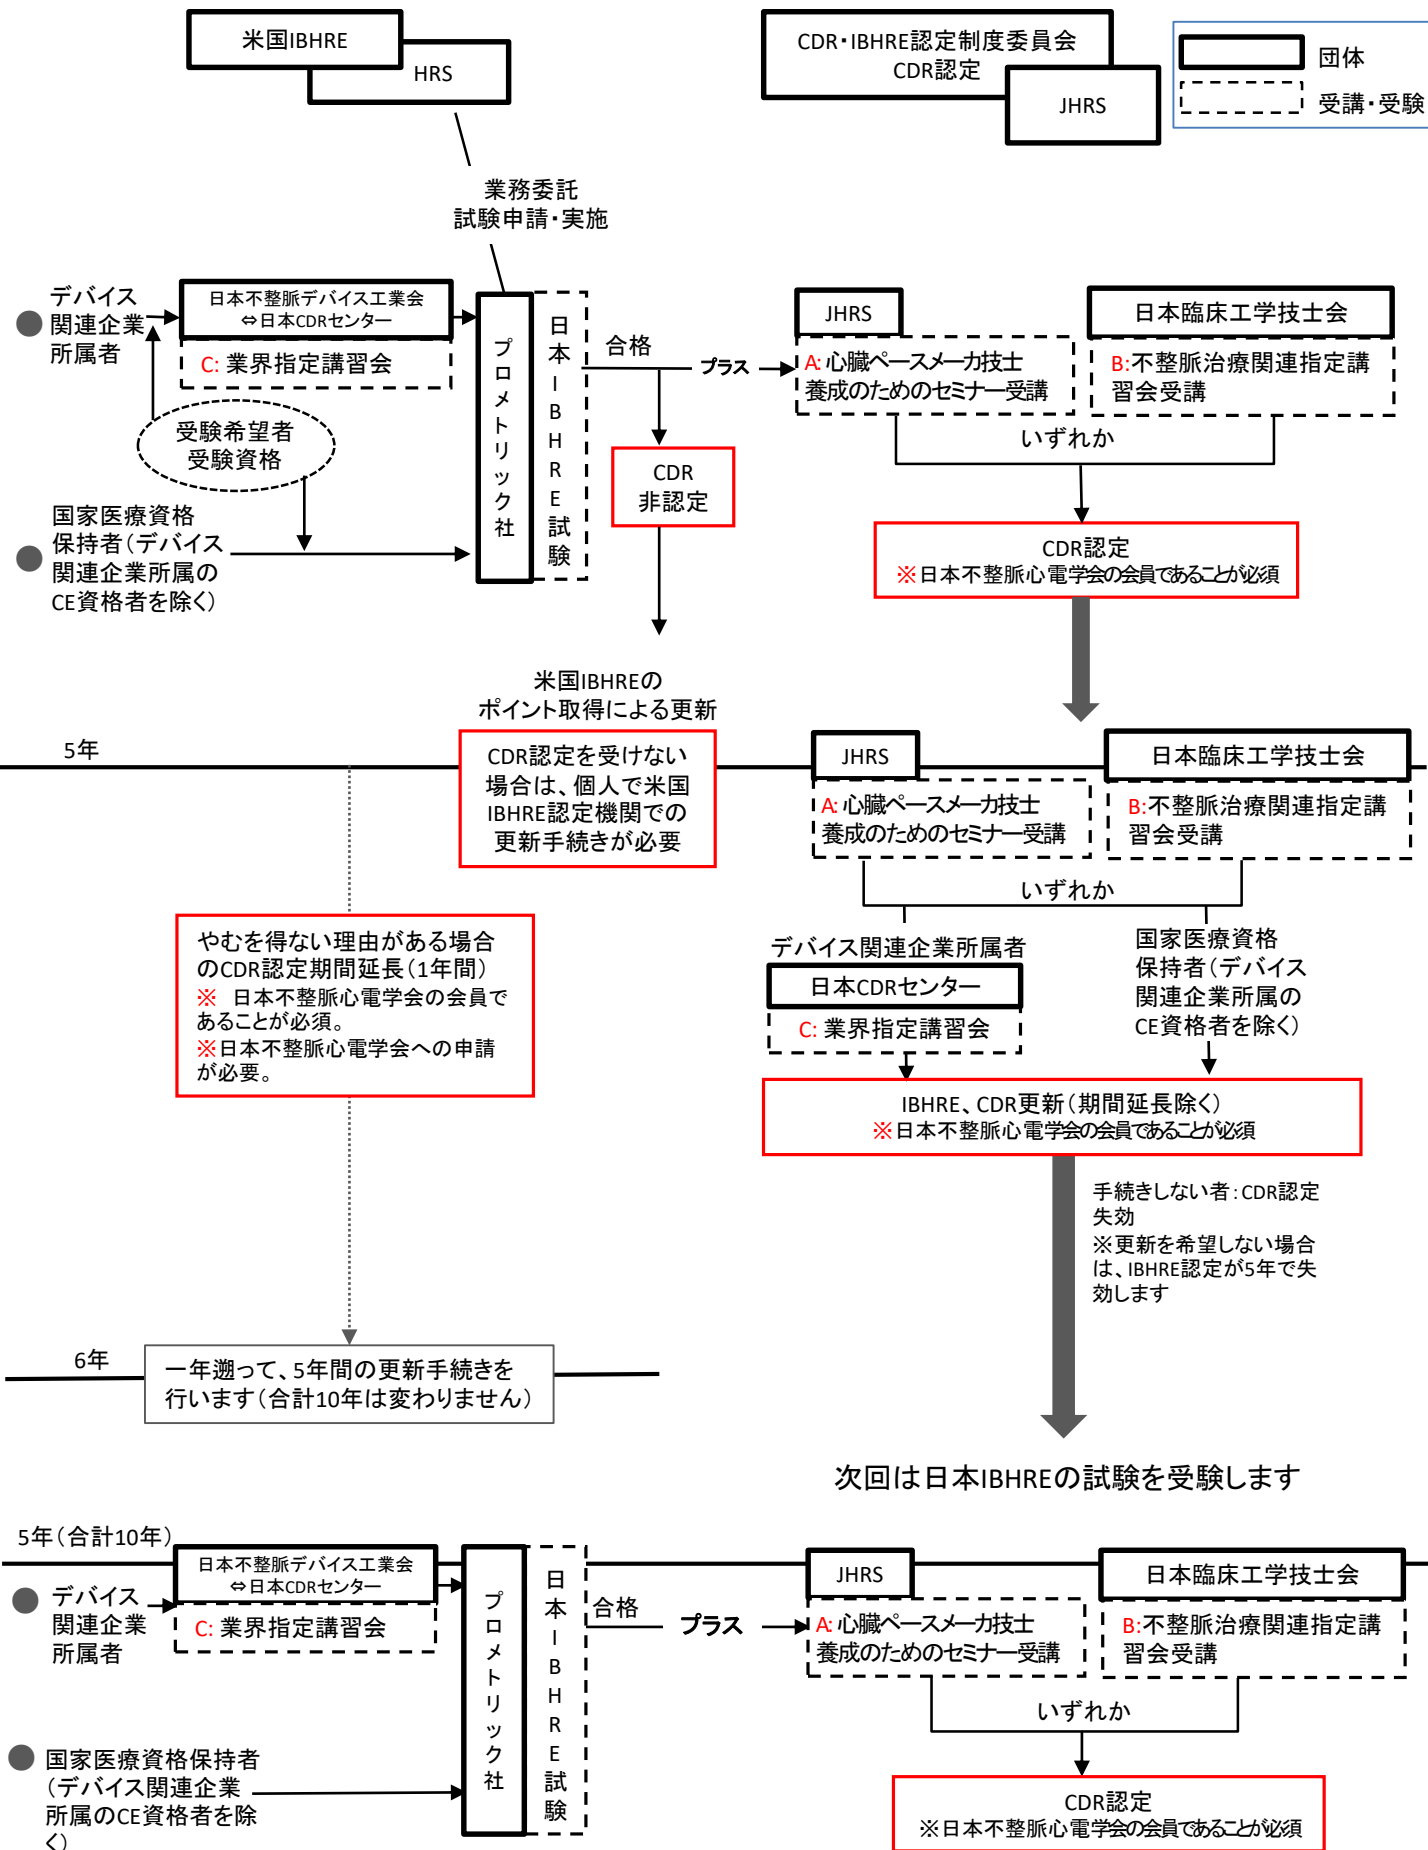 米国IBHRE
HRS
CDR・IBHRE認定制度委員会
CDR認定
JHRS
団体
受講・受験
業務委託
試験申請・実施
デバイス
関連企業
所属者
日本不整脈デバイス工業会
⇔日本CDRセンター
C: 業界指定講習会
受験希望者
受験資格
国家医療資格
保持者（デバイス
関連企業所属の
CE資格者を除く）
プロメトリック社
日本IBHRE試験
合格
プラス
CDR
非認定
JHRS
A: 心臓ペースメーカ技士
養成のためのセミナー受講
日本臨床工学技士会
B:不整脈治療関連指定講
習会受講
いずれか
CDR認定
※日本不整脈心電学会の会員であることが必須
米国IBHREの
ポイント取得による更新
5年
CDR認定を受けない
場合は、個人で米国
IBHRE認定機関での
更新手続きが必要
JHRS
A: 心臓ペースメーカ技士
養成のためのセミナー受講
日本臨床工学技士会
B:不整脈治療関連指定講
習会受講
いずれか
やむを得ない理由がある場合
のCDR認定期間延長（1年間）
※ 日本不整脈心電学会の会員で
あることが必須。
※日本不整脈心電学会への申請
が必要。
デバイス関連企業所属者
日本CDRセンター
C: 業界指定講習会
国家医療資格
保持者（デバイス
関連企業所属の
CE資格者を除く）
IBHRE、CDR更新（期間延長除く）
※日本不整脈心電学会の会員であることが必須
手続きしない者：CDR認定
失効
※更新を希望しない場合
は、IBHRE認定が5年で失
効します
6年
一年遡って、5年間の更新手続きを
行います（合計10年は変わりません）
次回は日本IBHREの試験を受験します
5年（合計10年）
デバイス
関連企業
所属者
日本不整脈デバイス工業会
⇔日本CDRセンター
C: 業界指定講習会
国家医療資格保持者
（デバイス関連企業
所属のCE資格者を除
く）
プロメトリック社
日本IBHRE試験
合格
プラス
JHRS
A: 心臓ペースメーカ技士
養成のためのセミナー受講
日本臨床工学技士会
B:不整脈治療関連指定講
習会受講
いずれか
CDR認定
※日本不整脈心電学会の会員であることが必須